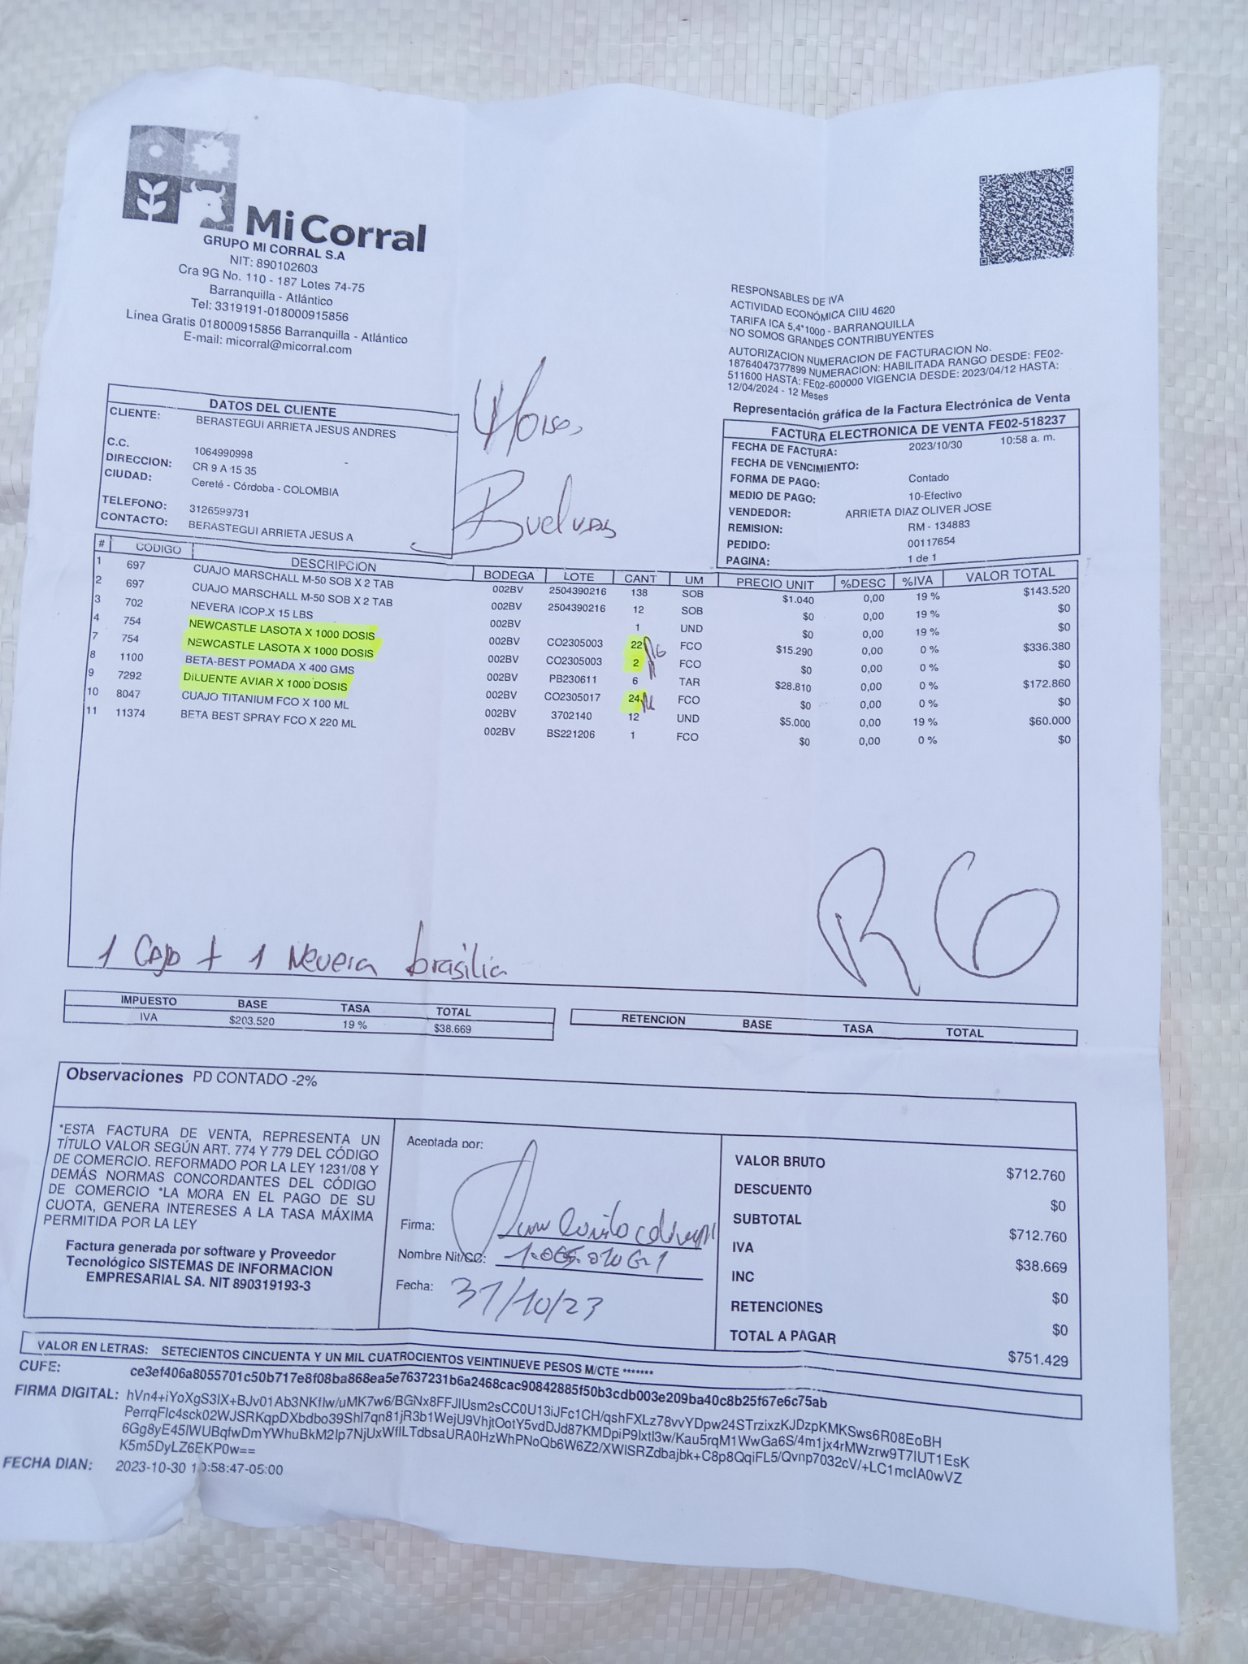 MiCorral
GRUPO MI CORRAL S.A
NIT: 890102603
Cra 9G No. 110 - 187 Lotes 74-75
Barranquilla - Atlántico
Tel: 3319191-018000915856
Línea Gratis 018000915856 Barranquilla - Atlántico
E-mail: micorral@micorral.com
RESPONSABLES DE IVA
ACTIVIDAD ECONÓMICA CIIU 4620
TARIFA ICA 5,4*1000 - BARRANQUILLA
NO SOMOS GRANDES CONTRIBUYENTES
AUTORIZACION NUMERACION DE FACTURACION No.
18764047377899 NUMERACION: HABILITADA RANGO DESDE: FE02-
511600 HASTA: FE02-600000 VIGENCIA DESDE: 2023/04/12 HASTA:
12/04/2024 - 12 Meses
Representación gráfica de la Factura Electrónica de Venta
DATOS DEL CLIENTE
CLIENTE: BERASTEGUI ARRIETA JESUS ANDRES
C.C. 1064990998
DIRECCION: CR 9 A 15 35
CIUDAD: Cereté - Córdoba - COLOMBIA
TELEFONO: 3126599731
CONTACTO: BERASTEGUI ARRIETA JESUS A
Buelvas
FACTURA ELECTRONICA DE VENTA FE02-518237
FECHA DE FACTURA: 2023/10/30 10:58 a. m.
FECHA DE VENCIMIENTO:
FORMA DE PAGO: Contado
MEDIO DE PAGO: 10-Efectivo
VENDEDOR: ARRIETA DIAZ OLIVER JOSE
REMISION: RM - 134883
PEDIDO: 00117654
PAGINA: 1 de 1
# CODIGO DESCRIPCION BODEGA LOTE CANT UM PRECIO UNIT %DESC %IVA VALOR TOTAL
1 697 CUAJO MARSCHALL M-50 SOB X 2 TAB 002BV 2504390216 138 SOB $1.040 0,00 19 % $143.520
2 697 CUAJO MARSCHALL M-50 SOB X 2 TAB 002BV 2504390216 12 SOB $0 0,00 19 % $0
3 702 NEVERA ICOP.X 15 LBS 002BV 1 UND $0 0,00 19 % $0
4 754 NEWCASTLE LASOTA X 1000 DOSIS 002BV CO2305003 22 FCO $15.290 0,00 0 % $336.380
7 754 NEWCASTLE LASOTA X 1000 DOSIS 002BV CO2305003 2 FCO $0 0,00 0 % $0
8 1100 BETA-BEST POMADA X 400 GMS 002BV PB230611 6 TAR $28.810 0,00 0 % $172.860
9 7292 DILUENTE AVIAR X 1000 DOSIS 002BV CO2305017 24 FCO $0 0,00 0 % $0
10 8047 CUAJO TITANIUM FCO X 100 ML 002BV 3702140 12 UND $5.000 0,00 19 % $60.000
11 11374 BETA BEST SPRAY FCO X 220 ML 002BV BS221206 1 FCO $0 0,00 0 % $0
R 6
1 Caja + 1 Nevera brasilia
IMPUESTO BASE TASA TOTAL
IVA $203.520 19 % $38.669
RETENCION BASE TASA TOTAL
Observaciones PD CONTADO -2%
*ESTA FACTURA DE VENTA, REPRESENTA UN
TÍTULO VALOR SEGÚN ART. 774 Y 779 DEL CÓDIGO
DE COMERCIO. REFORMADO POR LA LEY 1231/08 Y
DEMÁS NORMAS CONCORDANTES DEL CÓDIGO
DE COMERCIO *LA MORA EN EL PAGO DE SU
CUOTA, GENERA INTERESES A LA TASA MÁXIMA
PERMITIDA POR LA LEY
Factura generada por software y Proveedor
Tecnológico SISTEMAS DE INFORMACION
EMPRESARIAL SA. NIT 890319193-3
Aceptada por:
Firma:
Nombre Nit/CC:
Fecha: 31/10/23
VALOR BRUTO $712.760
DESCUENTO $0
SUBTOTAL $712.760
IVA $38.669
INC $0
RETENCIONES $0
TOTAL A PAGAR $751.429
VALOR EN LETRAS: SETECIENTOS CINCUENTA Y UN MIL CUATROCIENTOS VEINTINUEVE PESOS M/CTE *******
CUFE: ce3ef406a8055701c50b717e8f08ba868ea5e7637231b6a2468cac90842885f50b3cdb003e209ba40c8b25f67e6c75ab
FIRMA DIGITAL:
FECHA DIAN: 2023-10-30 10:58:47-05:00